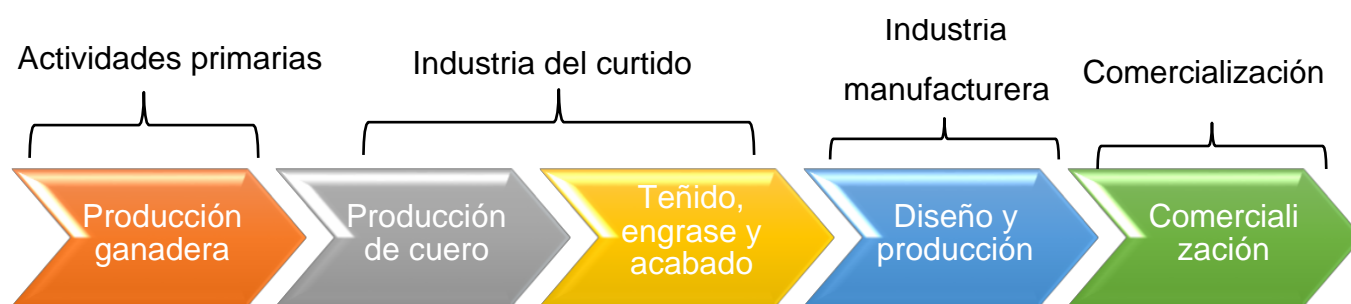 Actividades primarias
Industria del curtido
Industria
manufacturera
Comercialización
Producción
ganadera
Producción
de cuero
Teñido,
engrase y
acabado
Diseño y
producción
Comerciali
zación